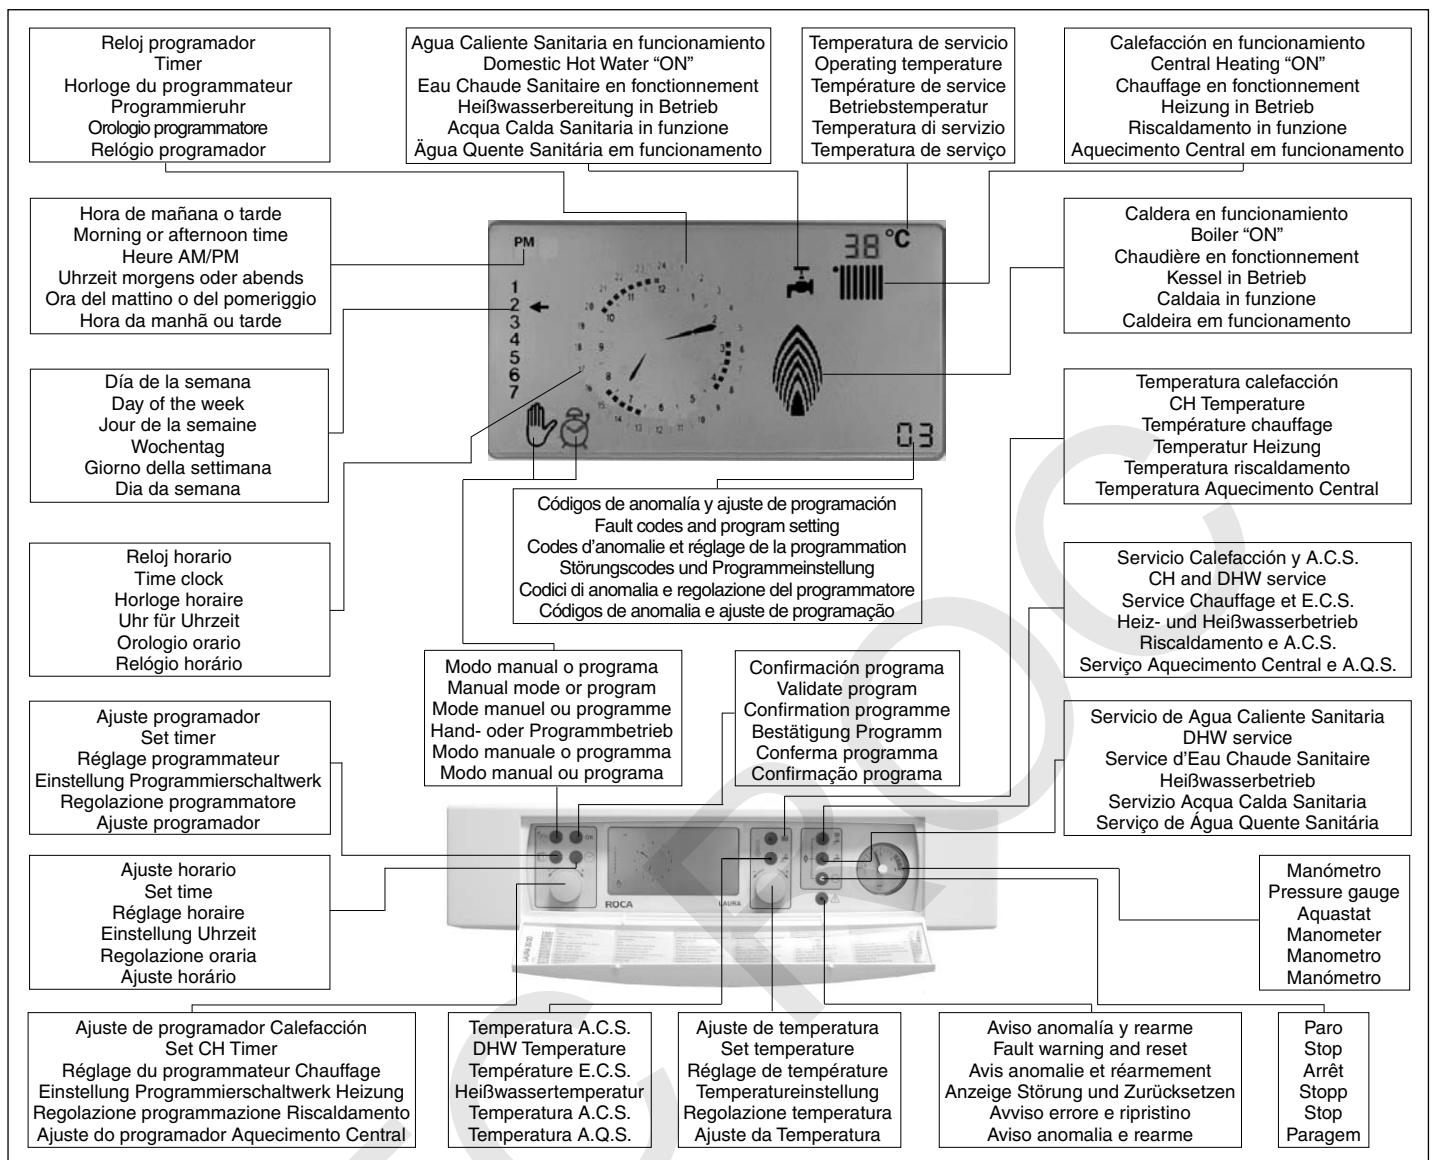 Reloj programador
Timer
Horloge du programmateur
Programmieruhr
Orologio programmatore
Relógio programador
Agua Caliente Sanitaria en funcionamiento
Domestic Hot Water “ON”
Eau Chaude Sanitaire en fonctionnement
Heißwasserbereitung in Betrieb
Acqua Calda Sanitaria in funzione
Ägua Quente Sanitária em funcionamento
Temperatura de servicio
Operating temperature
Température de service
Betriebstemperatur
Temperatura di servizio
Temperatura de serviço
Calefacción en funcionamiento
Central Heating “ON”
Chauffage en fonctionnement
Heizung in Betrieb
Riscaldamento in funzione
Aquecimento Central em funcionamento
Hora de mañana o tarde
Morning or afternoon time
Heure AM/PM
Uhrzeit morgens oder abends
Ora del mattino o del pomeriggio
Hora da manhã ou tarde
PM
38 °C
1
2
3
4
5
6
7
03
Caldera en funcionamiento
Boiler “ON”
Chaudière en fonctionnement
Kessel in Betrieb
Caldaia in funzione
Caldeira em funcionamento
Día de la semana
Day of the week
Jour de la semaine
Wochentag
Giorno della settimana
Dia da semana
Temperatura calefacción
CH Temperature
Température chauffage
Temperatur Heizung
Temperatura riscaldamento
Temperatura Aquecimento Central
Códigos de anomalía y ajuste de programación
Fault codes and program setting
Codes d’anomalie et réglage de la programmation
Störungscodes und Programmeinstellung
Codici di anomalia e regolazione del programmatore
Códigos de anomalia e ajuste de programação
Reloj horario
Time clock
Horloge horaire
Uhr für Uhrzeit
Orologio orario
Relógio horário
Servicio Calefacción y A.C.S.
CH and DHW service
Service Chauffage et E.C.S.
Heiz- und Heißwasserbetrieb
Riscaldamento e A.C.S.
Serviço Aquecimento Central e A.Q.S.
Modo manual o programa
Manual mode or program
Mode manuel ou programme
Hand- oder Programmbetrieb
Modo manuale o programma
Modo manual ou programa
Confirmación programa
Validate program
Confirmation programme
Bestätigung Programm
Conferma programma
Confirmação programa
Ajuste programador
Set timer
Réglage programmateur
Einstellung Programmierschaltwerk
Regolazione programmatore
Ajuste programador
Servicio de Agua Caliente Sanitaria
DHW service
Service d’Eau Chaude Sanitaire
Heißwasserbetrieb
Servizio Acqua Calda Sanitaria
Serviço de Água Quente Sanitária
Ajuste horario
Set time
Réglage horaire
Einstellung Uhrzeit
Regolazione oraria
Ajuste horário
OK
ROCA
LAURA
Manómetro
Pressure gauge
Aquastat
Manometer
Manometro
Manómetro
Ajuste de programador Calefacción
Set CH Timer
Réglage du programmateur Chauffage
Einstellung Programmierschaltwerk Heizung
Regolazione programmazione Riscaldamento
Ajuste do programador Aquecimento Central
Temperatura A.C.S.
DHW Temperature
Température E.C.S.
Heißwassertemperatur
Temperatura A.C.S.
Temperatura A.Q.S.
Ajuste de temperatura
Set temperature
Réglage de température
Temperatureinstellung
Regolazione temperatura
Ajuste da Temperatura
Aviso anomalía y rearme
Fault warning and reset
Avis anomalie et réarmement
Anzeige Störung und Zurücksetzen
Avviso errore e ripristino
Aviso anomalia e rearme
Paro
Stop
Arrêt
Stopp
Stop
Paragem